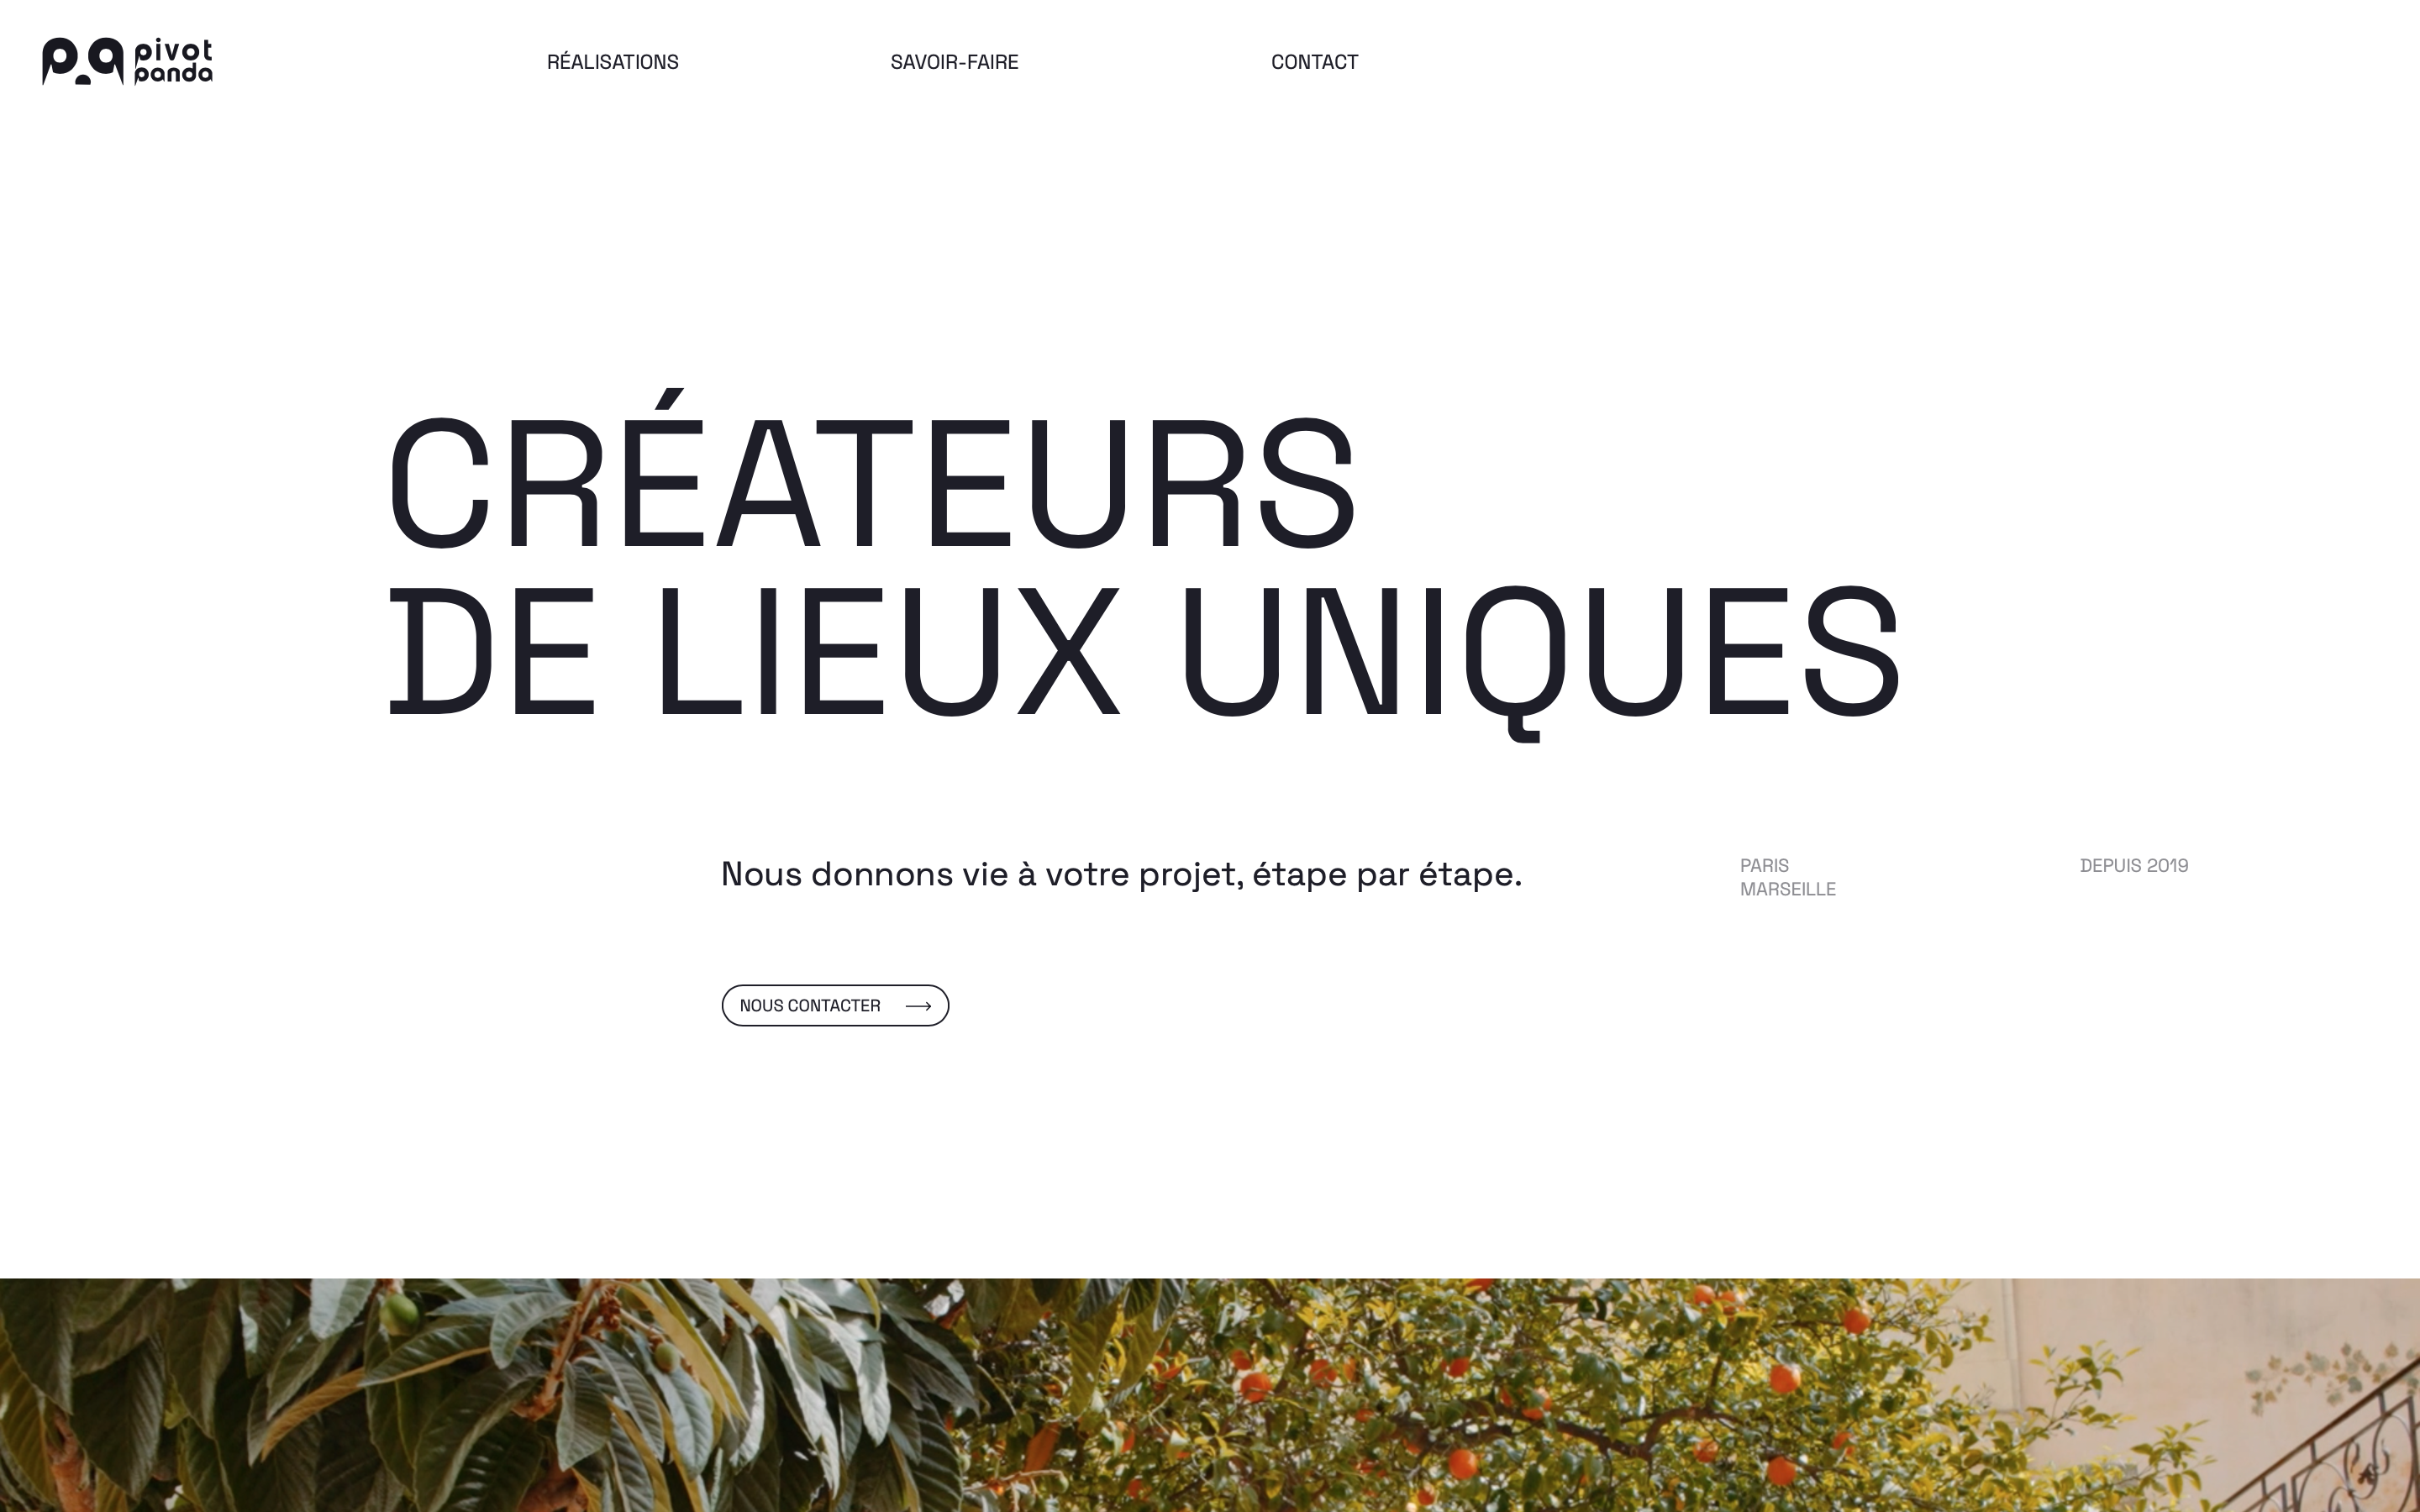 pivot
panda
RÉALISATIONS
SAVOIR-FAIRE
CONTACT
CRÉATEURS
DE LIEUX UNIQUES
Nous donnons vie à votre projet, étape par étape.
PARIS
MARSEILLE
DEPUIS 2019
NOUS CONTACTER